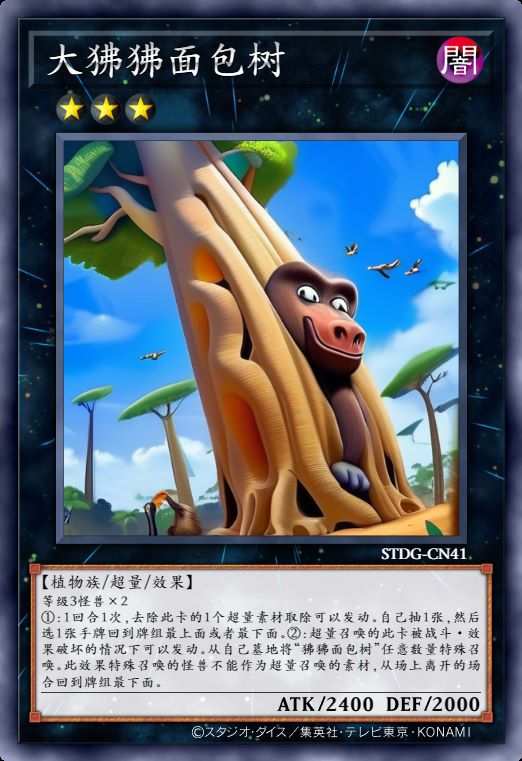 大狒狒面包树
闇
STDG-CN41
【植物族/超量/效果】
等级3怪兽×2
①:1回合1次,去除此卡的1个超量素材取除可以发动。自己抽1张,然后
选1张手牌回到牌组最上面或者最下面。②:超量召唤的此卡被战斗·效
果破坏的情况下可以发动。从自己墓地将“狒狒面包树”任意数量特殊召
唤。此效果特殊召唤的怪兽不能作为超量召唤的素材,从场上离开的场
合回到牌组最下面。
ATK/2400 DEF/2000
©スタジオ・ダイス/集英社・テレビ東京・KONAMI